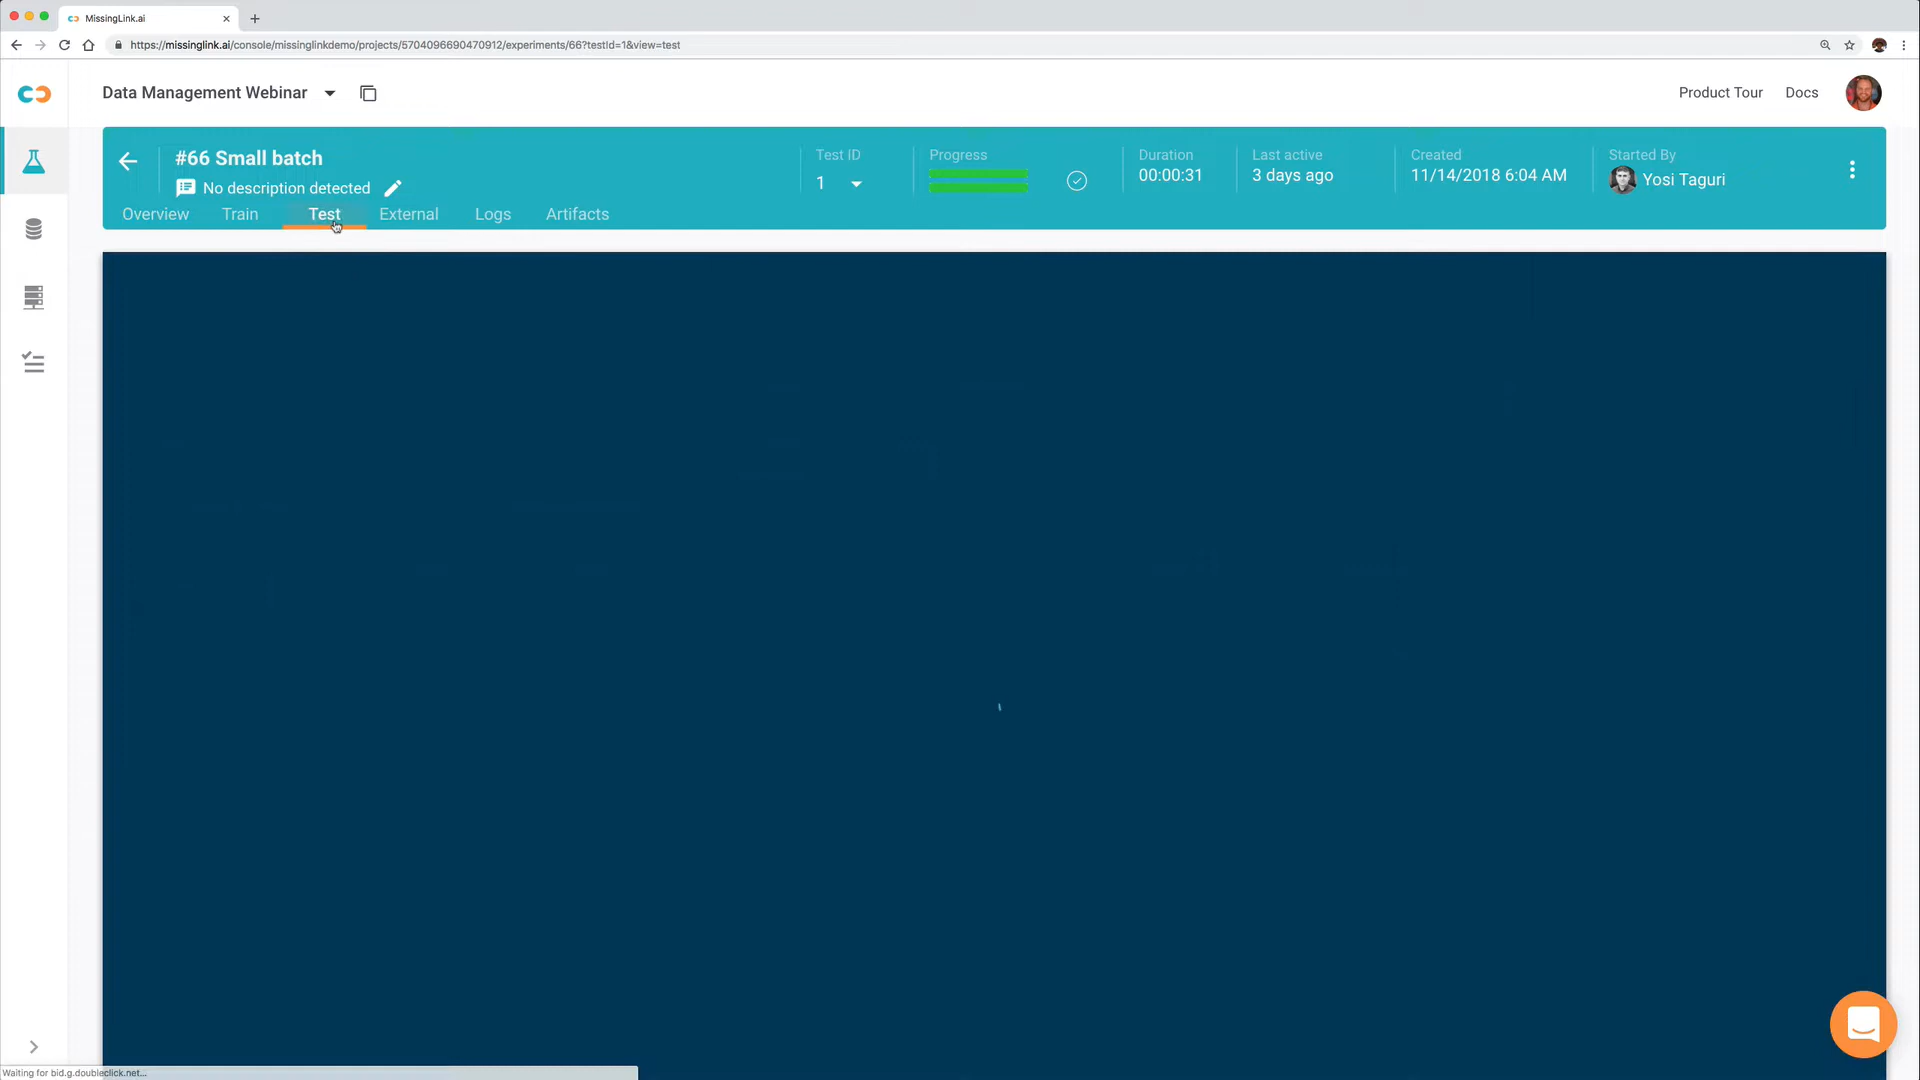 MissingLink.ai
https://missinglink.ai/console/missinglinkdemo/projects/5704096690470912/experiments/66?testId=1&view=test
Data Management Webinar
Product Tour Docs
#66 Small batch
No description detected
Test ID
1
Progress
Duration
00:00:31
Last active
3 days ago
Created
11/14/2018 6:04 AM
Started By
Yosi Taguri
Overview Train Test External Logs Artifacts
Waiting for bid.g.doubleclick.net...